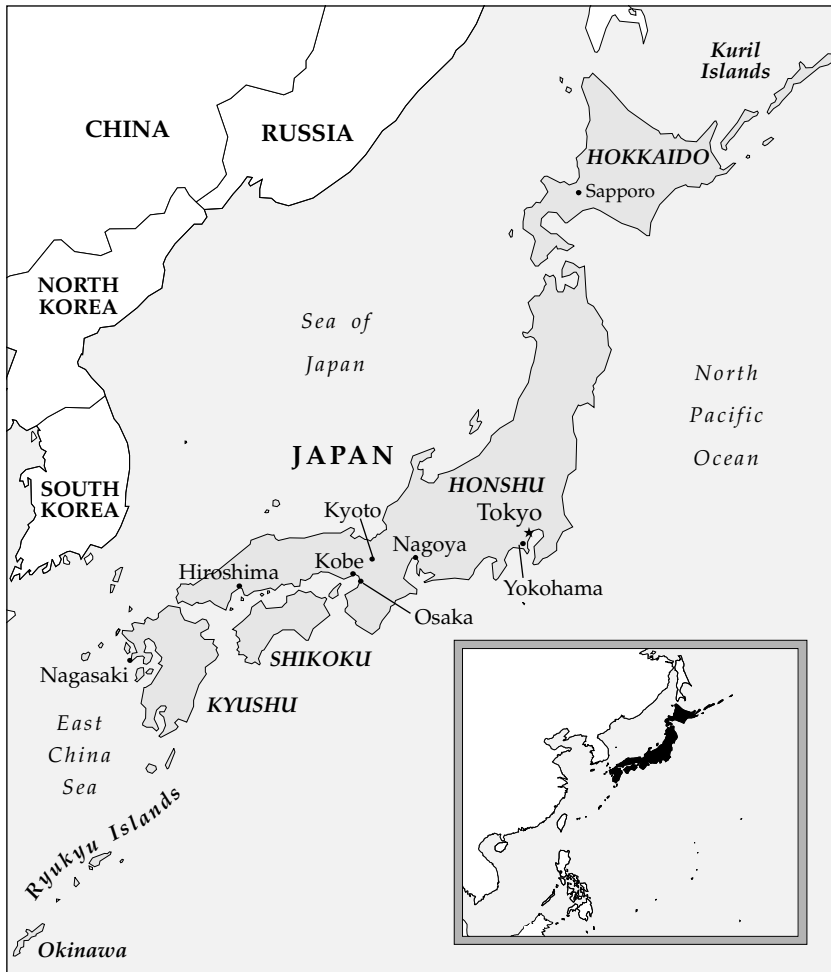 Kuril
Islands
CHINA
RUSSIA
HOKKAIDO
Sapporo
NORTH
KOREA
Sea of
Japan
North
Pacific
Ocean
JAPAN
SOUTH
KOREA
HONSHU
Kyoto
Tokyo
Nagoya
Kobe
Hiroshima
Yokohama
Osaka
SHIKOKU
Nagasaki
KYUSHU
East
China
Sea
Ryukyu Islands
Okinawa